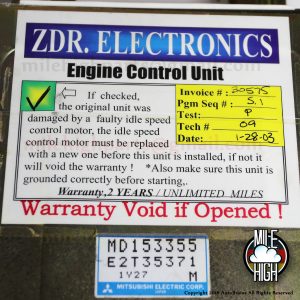 ZDR. ELECTRONICS
Engine Control Unit
If checked,
the original unit was
damaged by a faulty idle speed
control motor, the idle speed
control motor must be replaced
with a new one before this unit is installed, if not it
will void the warranty ! *Also make sure this unit is
grounded correctly before starting,.
Warranty,2 YEARS / UNLIMITED MILES
Invoice #: 20575
Pgm Seq #: 5.1
Test: P
Tech # 09
Date: 1-28-03
Warranty Void if Opened !
MD153355
E2T35371
1Y27 M
MITSUBISHI ELECTRIC CORP.
JAPAN
MILE
HIGH